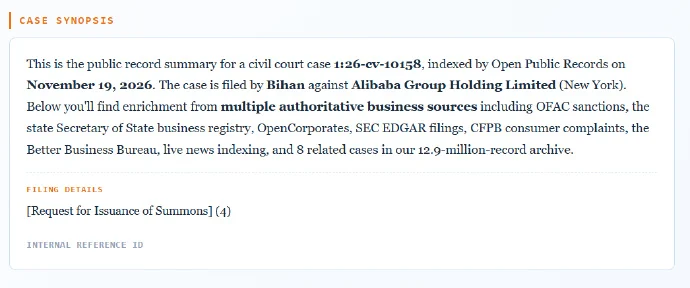 CASE SYNOPSIS
This is the public record summary for a civil court case 1:26-cv-10158, indexed by Open Public Records on
November 19, 2026. The case is filed by Bihan against Alibaba Group Holding Limited (New York).
Below you'll find enrichment from multiple authoritative business sources including OFAC sanctions, the
state Secretary of State business registry, OpenCorporates, SEC EDGAR filings, CFPB consumer complaints, the
Better Business Bureau, live news indexing, and 8 related cases in our 12.9-million-record archive.
FILING DETAILS
[Request for Issuance of Summons] (4)
INTERNAL REFERENCE ID